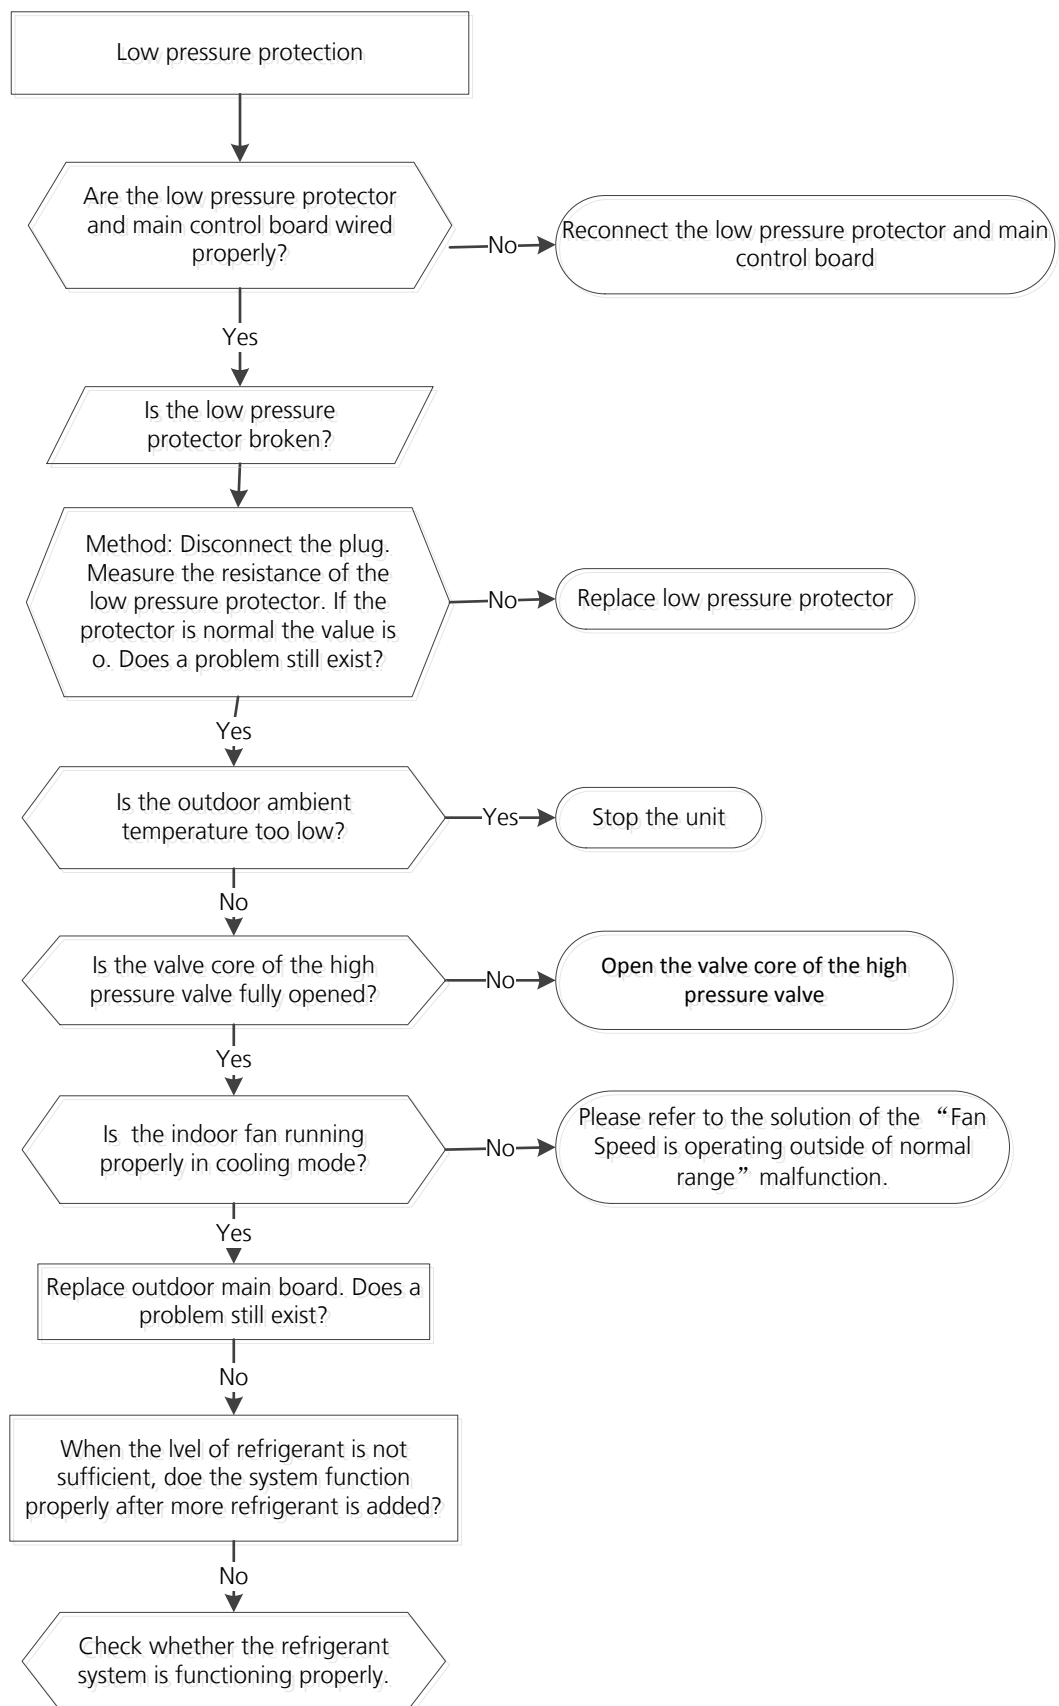 Low pressure protection
Are the low pressure protector
and main control board wired
properly?
No
Reconnect the low pressure protector and main
control board
Yes
Is the low pressure
protector broken?
Method: Disconnect the plug.
Measure the resistance of the
low pressure protector. If the
protector is normal the value is
o. Does a problem still exist?
No
Replace low pressure protector
Yes
Is the outdoor ambient
temperature too low?
Yes
Stop the unit
No
Is the valve core of the high
pressure valve fully opened?
No
Open the valve core of the high
pressure valve
Yes
Is the indoor fan running
properly in cooling mode?
No
Please refer to the solution of the “Fan
Speed is operating outside of normal
range” malfunction.
Yes
Replace outdoor main board. Does a
problem still exist?
No
When the lvel of refrigerant is not
sufficient, doe the system function
properly after more refrigerant is added?
No
Check whether the refrigerant
system is functioning properly.